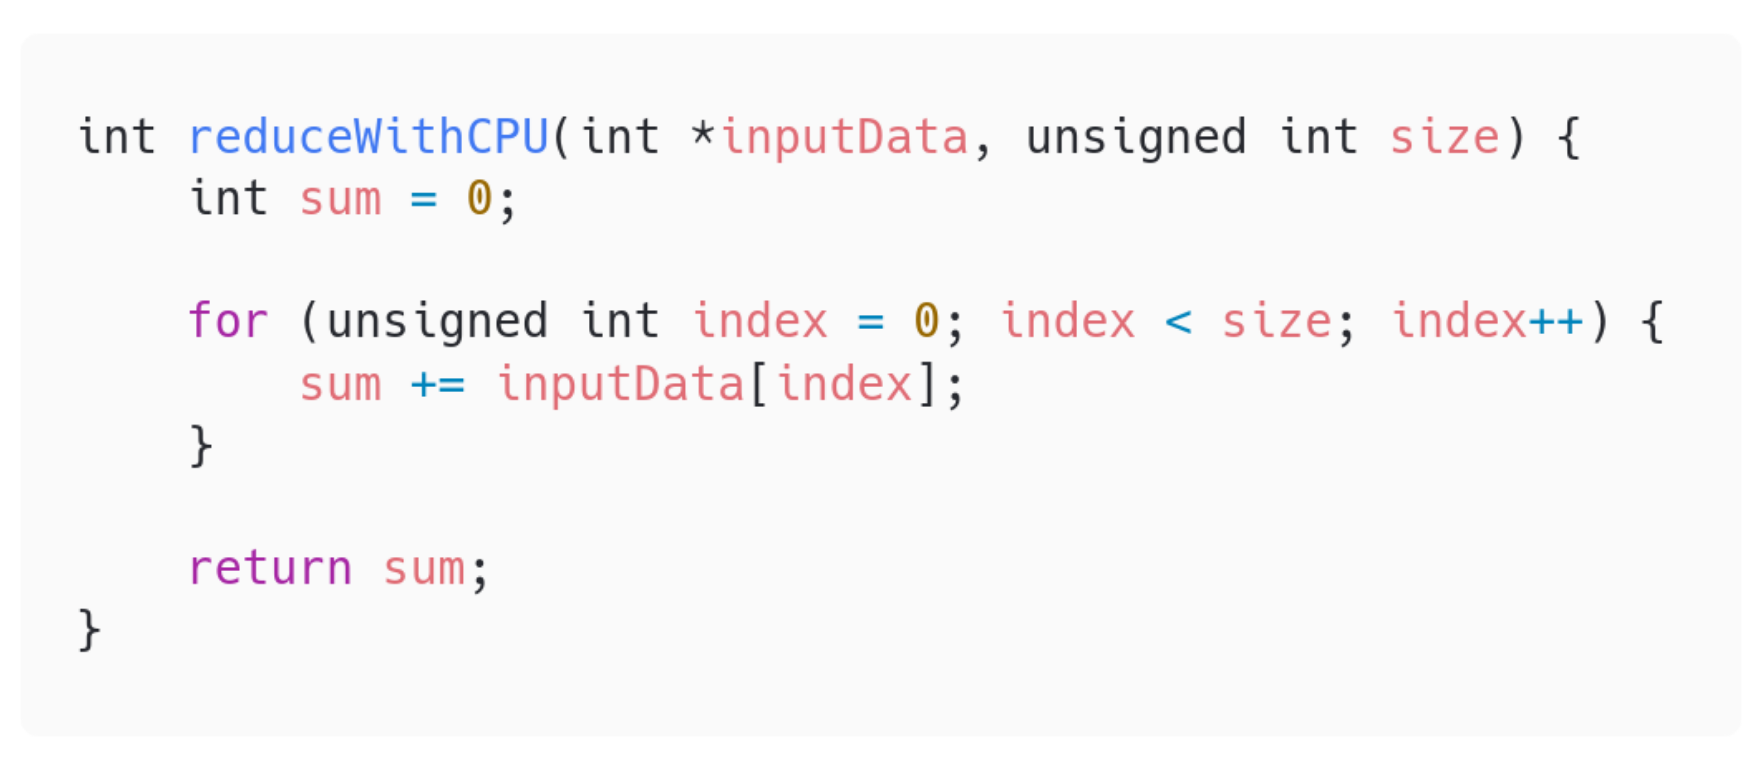 int reduceWithCPU(int *inputData, unsigned int size) {
    int sum = 0;

    for (unsigned int index = 0; index < size; index++) {
        sum += inputData[index];
    }

    return sum;
}